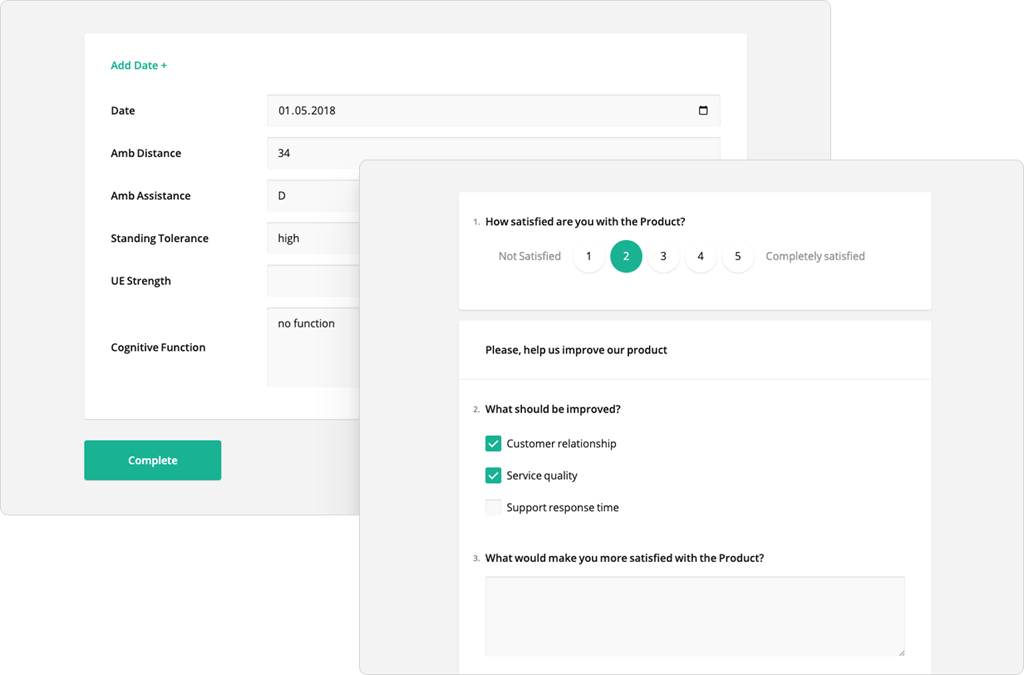 Add Date +
Date
01.05.2018
Amb Distance
34
Amb Assistance
D
Standing Tolerance
high
UE Strength
Cognitive Function
no function
Complete
1. How satisfied are you with the Product?
Not Satisfied 1 2 3 4 5 Completely satisfied
Please, help us improve our product
2. What should be improved?
Customer relationship
Service quality
Support response time
3. What would make you more satisfied with the Product?